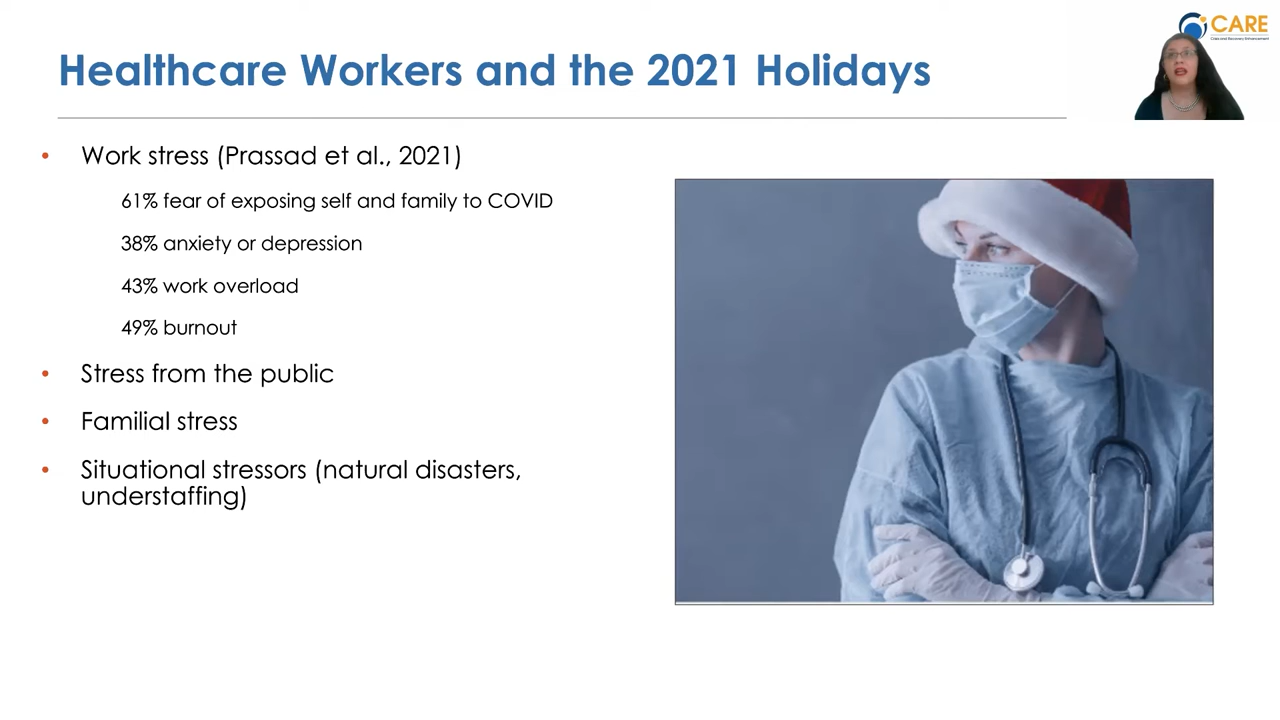 CARE
Healthcare Workers and the 2021 Holidays
• Work stress (Prassad et al., 2021)
61% fear of exposing self and family to COVID
38% anxiety or depression
43% work overload
49% burnout
• Stress from the public
• Familial stress
• Situational stressors (natural disasters,
understaffing)